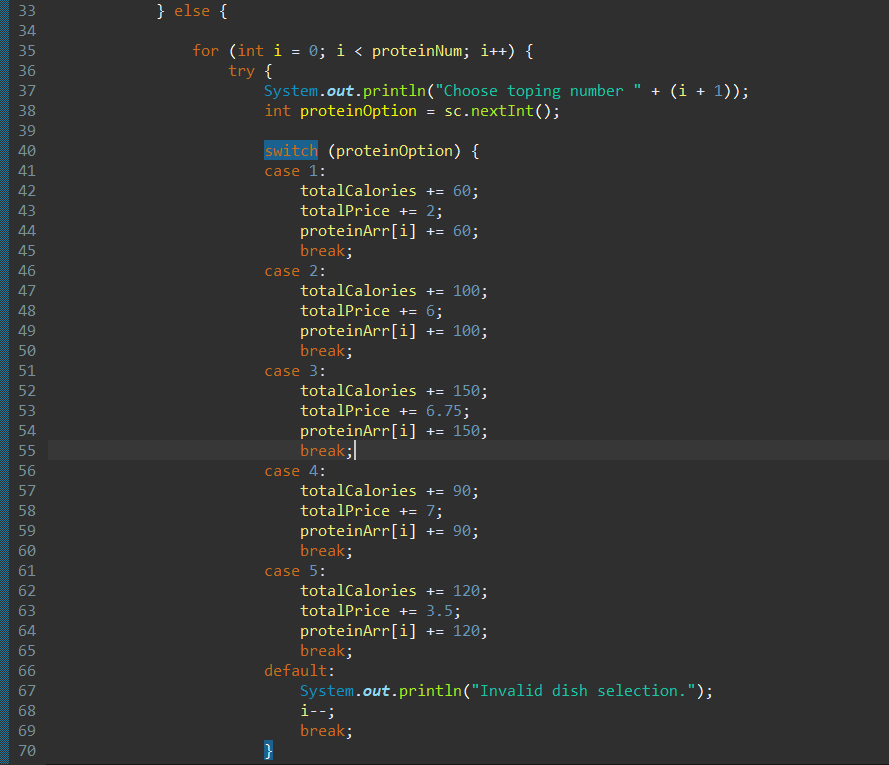 33 } else {
34
35 for (int i = 0; i < proteinNum; i++) {
36 try {
37 System.out.println("Choose toping number " + (i + 1));
38 int proteinOption = sc.nextInt();
39
40 switch (proteinOption) {
41 case 1:
42 totalCalories += 60;
43 totalPrice += 2;
44 proteinArr[i] += 60;
45 break;
46 case 2:
47 totalCalories += 100;
48 totalPrice += 6;
49 proteinArr[i] += 100;
50 break;
51 case 3:
52 totalCalories += 150;
53 totalPrice += 6.75;
54 proteinArr[i] += 150;
55 break;
56 case 4:
57 totalCalories += 90;
58 totalPrice += 7;
59 proteinArr[i] += 90;
60 break;
61 case 5:
62 totalCalories += 120;
63 totalPrice += 3.5;
64 proteinArr[i] += 120;
65 break;
66 default:
67 System.out.println("Invalid dish selection.");
68 i--;
69 break;
70 }